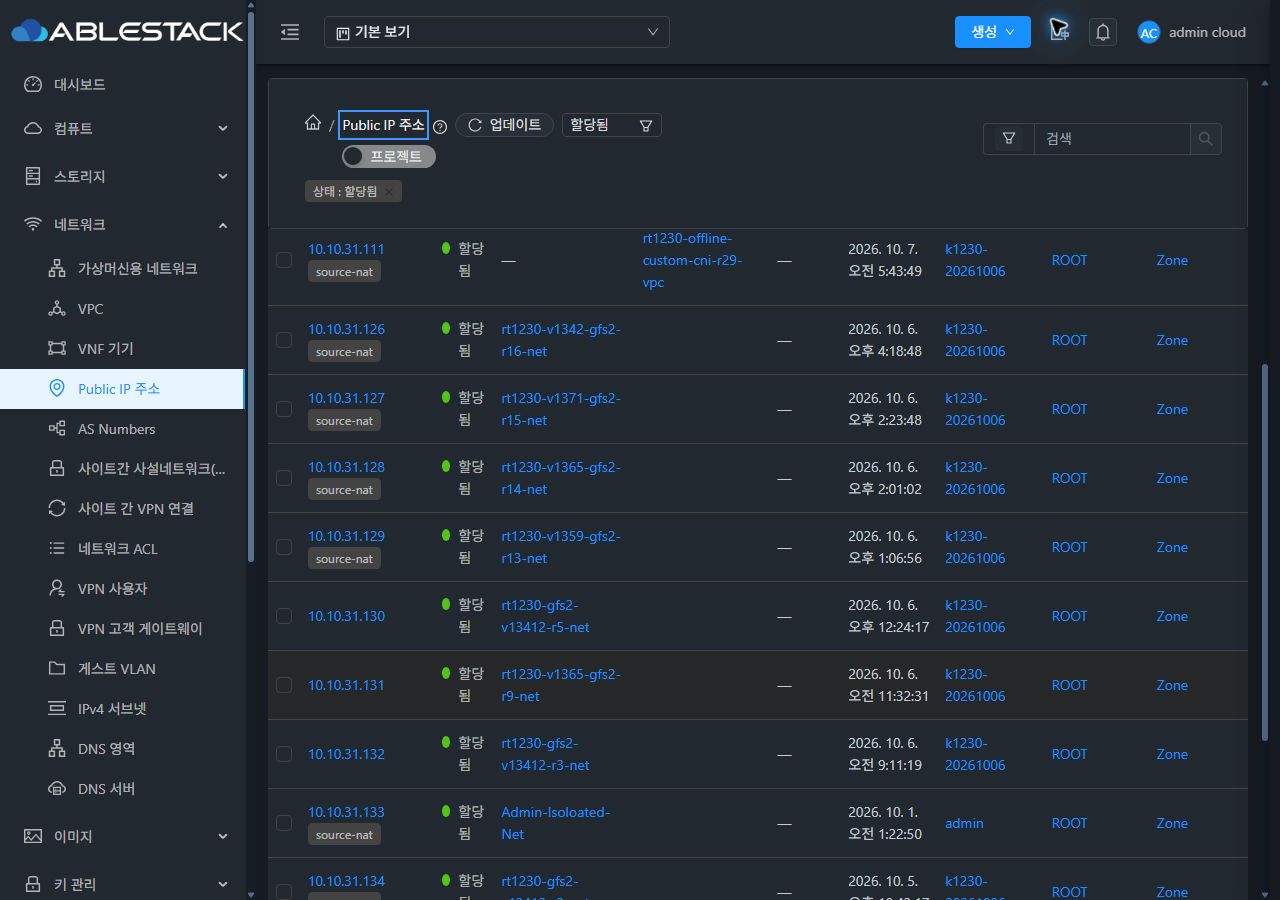 ABLESTACK
기본 보기
생성
AC
admin cloud
대시보드
컴퓨트
스토리지
네트워크
가상머신용 네트워크
VPC
VNF 기기
Public IP 주소
AS Numbers
사이트간 사설네트워크(...
사이트 간 VPN 연결
네트워크 ACL
VPN 사용자
VPN 고객 게이트웨이
게스트 VLAN
IPv4 서브넷
DNS 영역
DNS 서버
이미지
키 관리
/ Public IP 주소
업데이트
할당됨
프로젝트
검색
상태 : 할당됨
10.10.31.111
source-nat
할당
됨
—
rt1230-offline-
custom-cni-r29-
vpc
—
2026. 10. 7.
오전 5:43:49
k1230-
20261006
ROOT
Zone
10.10.31.126
source-nat
할당
됨
rt1230-v1342-gfs2-
r16-net
—
2026. 10. 6.
오후 4:18:48
k1230-
20261006
ROOT
Zone
10.10.31.127
source-nat
할당
됨
rt1230-v1371-gfs2-
r15-net
—
2026. 10. 6.
오후 2:23:48
k1230-
20261006
ROOT
Zone
10.10.31.128
source-nat
할당
됨
rt1230-v1365-gfs2-
r14-net
—
2026. 10. 6.
오후 2:01:02
k1230-
20261006
ROOT
Zone
10.10.31.129
source-nat
할당
됨
rt1230-v1359-gfs2-
r13-net
—
2026. 10. 6.
오후 1:06:56
k1230-
20261006
ROOT
Zone
10.10.31.130
할당
됨
rt1230-gfs2-
v13412-r5-net
—
2026. 10. 6.
오후 12:24:17
k1230-
20261006
ROOT
Zone
10.10.31.131
할당
됨
rt1230-v1365-gfs2-
r9-net
—
2026. 10. 6.
오전 11:32:31
k1230-
20261006
ROOT
Zone
10.10.31.132
할당
됨
rt1230-gfs2-
v13412-r3-net
—
2026. 10. 6.
오전 9:11:19
k1230-
20261006
ROOT
Zone
10.10.31.133
source-nat
할당
됨
Admin-Isoloated-
Net
—
2026. 10. 1.
오전 1:22:50
admin
ROOT
Zone
10.10.31.134
할당
됨
rt1230-gfs2-
—
2026. 10. 5.
k1230-
ROOT
Zone